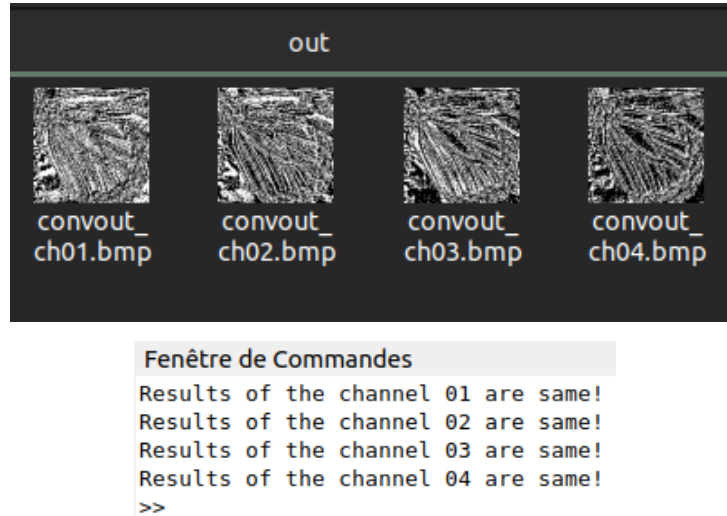 out
convout_ convout_ convout_ convout_
ch01.bmp ch02.bmp ch03.bmp ch04.bmp
Fenêtre de Commandes
Results of the channel 01 are same!
Results of the channel 02 are same!
Results of the channel 03 are same!
Results of the channel 04 are same!
>>